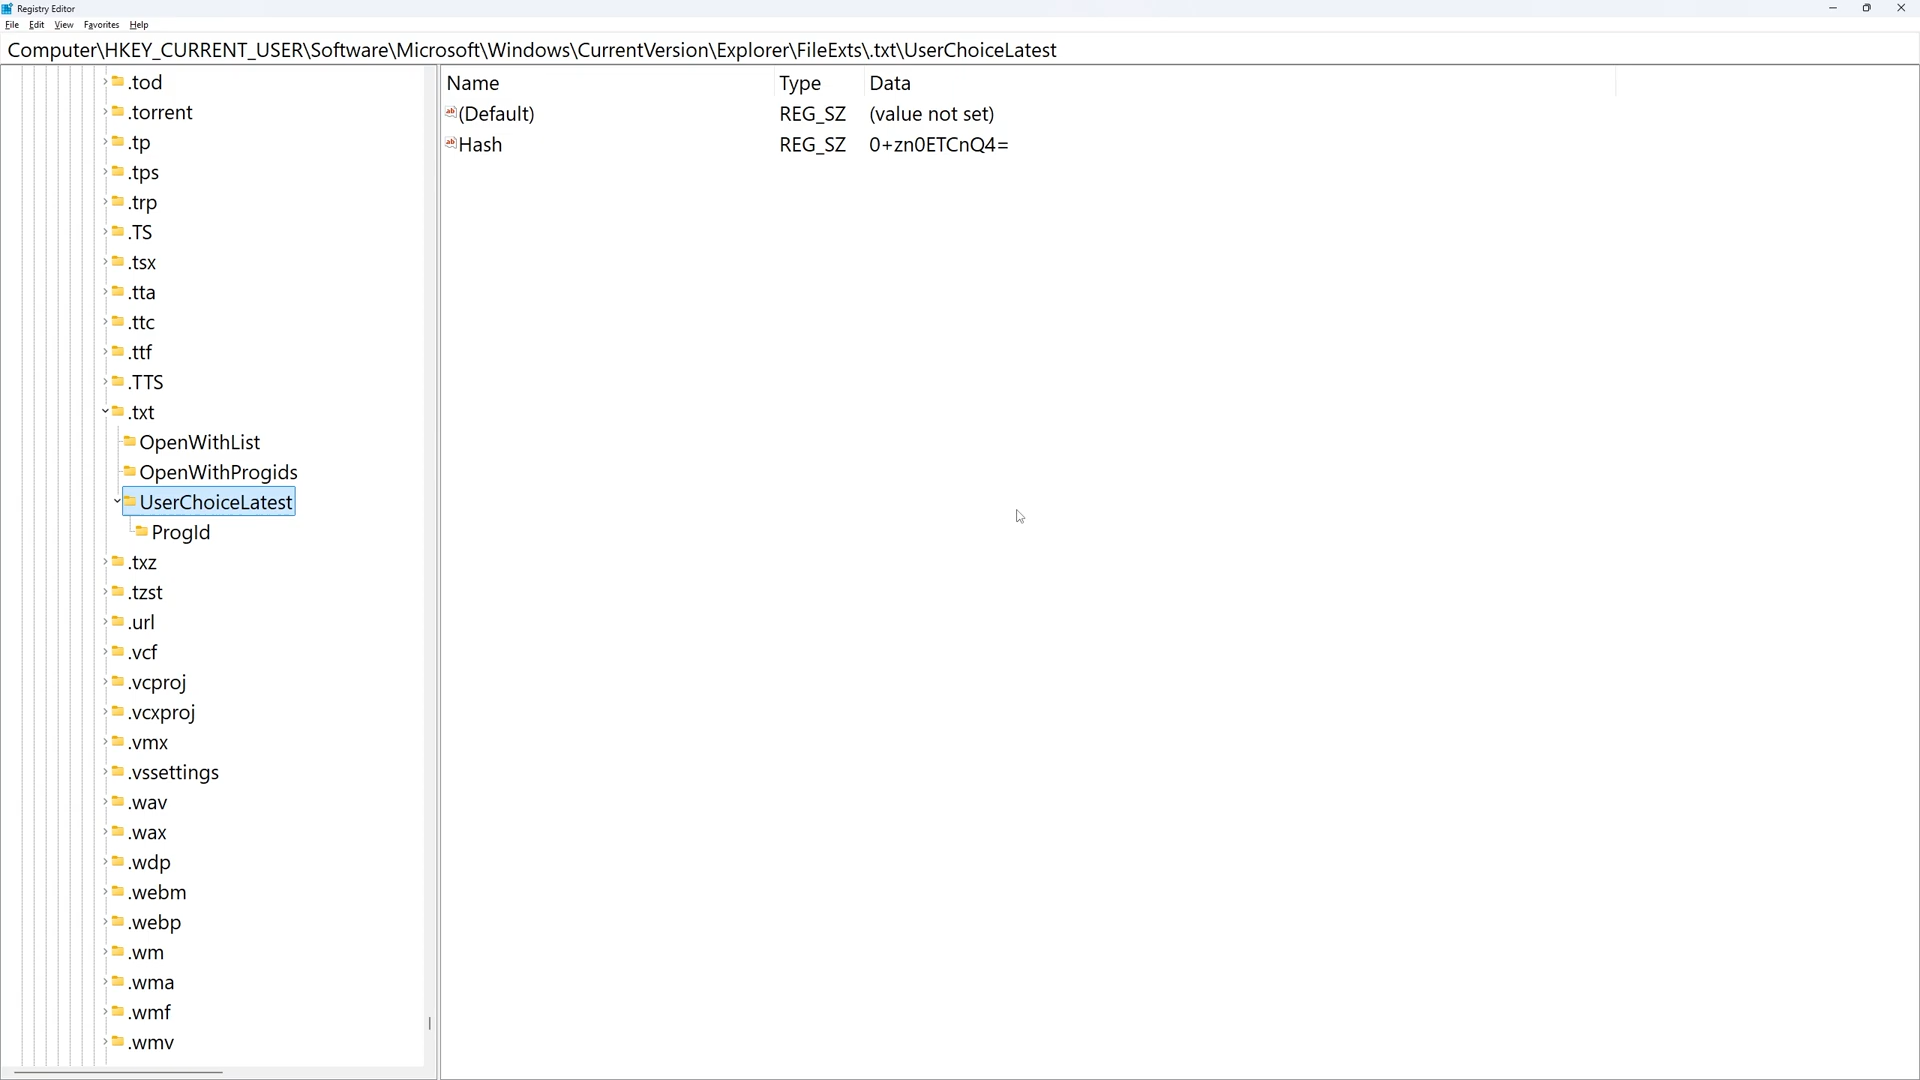 Registry Editor
File Edit View Favorites Help
Computer\HKEY_CURRENT_USER\Software\Microsoft\Windows\CurrentVersion\Explorer\FileExts\.txt\UserChoiceLatest
.tod
.torrent
.tp
.tps
.trp
.TS
.tsx
.tta
.ttc
.ttf
.TTS
.txt
OpenWithList
OpenWithProgids
UserChoiceLatest
ProgId
.txz
.tzst
.url
.vcf
.vcproj
.vcxproj
.vmx
.vssettings
.wav
.wax
.wdp
.webm
.webp
.wm
.wma
.wmf
.wmv
Name Type Data
(Default) REG_SZ (value not set)
Hash REG_SZ 0+zn0ETCnQ4=